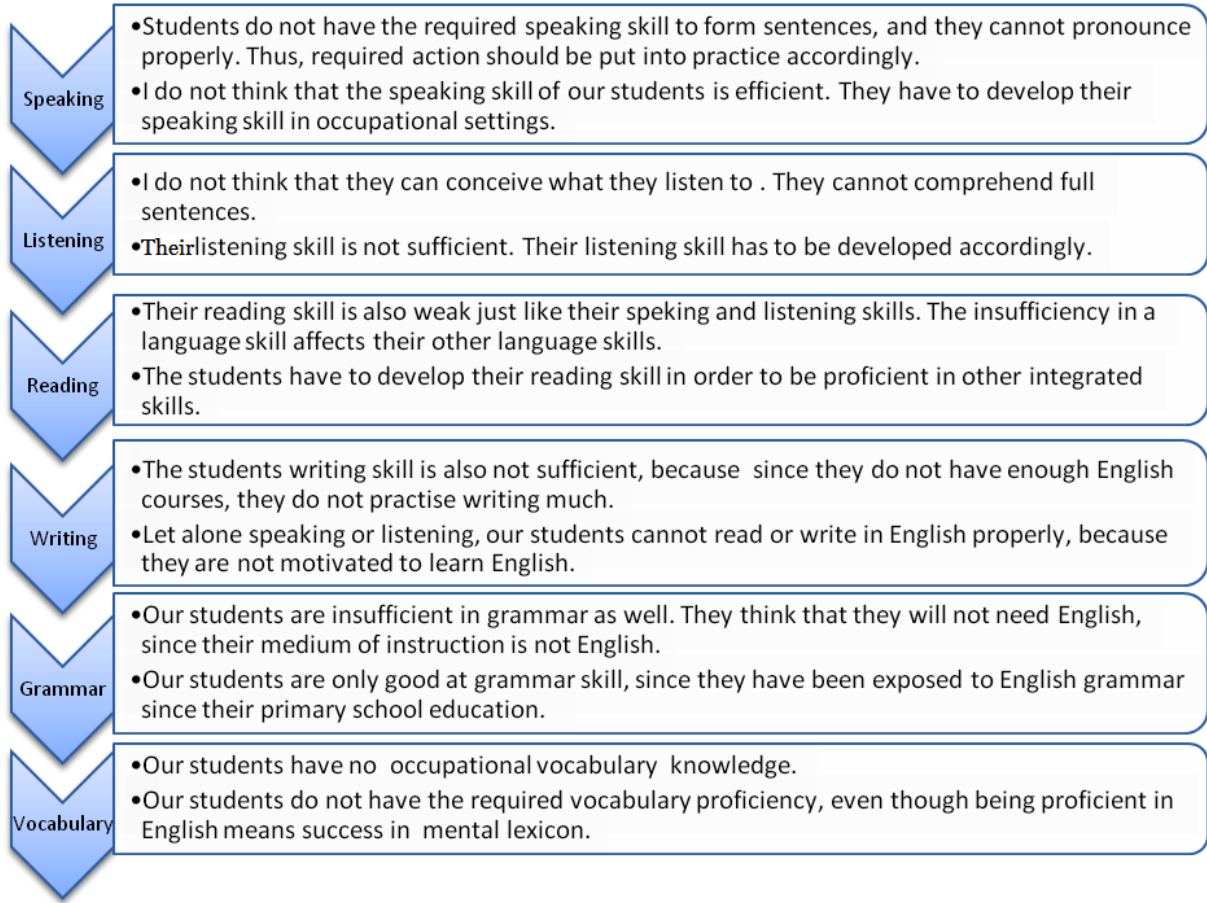 Speaking
•Students do not have the required speaking skill to form sentences, and they cannot pronounce
properly. Thus, required action should be put into practice accordingly.
•I do not think that the speaking skill of our students is efficient. They have to develop their
speaking skill in occupational settings.
Listening
•I do not think that they can conceive what they listen to . They cannot comprehend full
sentences.
•Theirlistening skill is not sufficient. Their listening skill has to be developed accordingly.
Reading
•Their reading skill is also weak just like their speking and listening skills. The insufficiency in a
language skill affects their other language skills.
•The students have to develop their reading skill in order to be proficient in other integrated
skills.
Writing
•The students writing skill is also not sufficient, because since they do not have enough English
courses, they do not practise writing much.
•Let alone speaking or listening, our students cannot read or write in English properly, because
they are not motivated to learn English.
Grammar
•Our students are insufficient in grammar as well. They think that they will not need English,
since their medium of instruction is not English.
•Our students are only good at grammar skill, since they have been exposed to English grammar
since their primary school education.
Vocabulary
•Our students have no occupational vocabulary knowledge.
•Our students do not have the required vocabulary proficiency, even though being proficient in
English means success in mental lexicon.